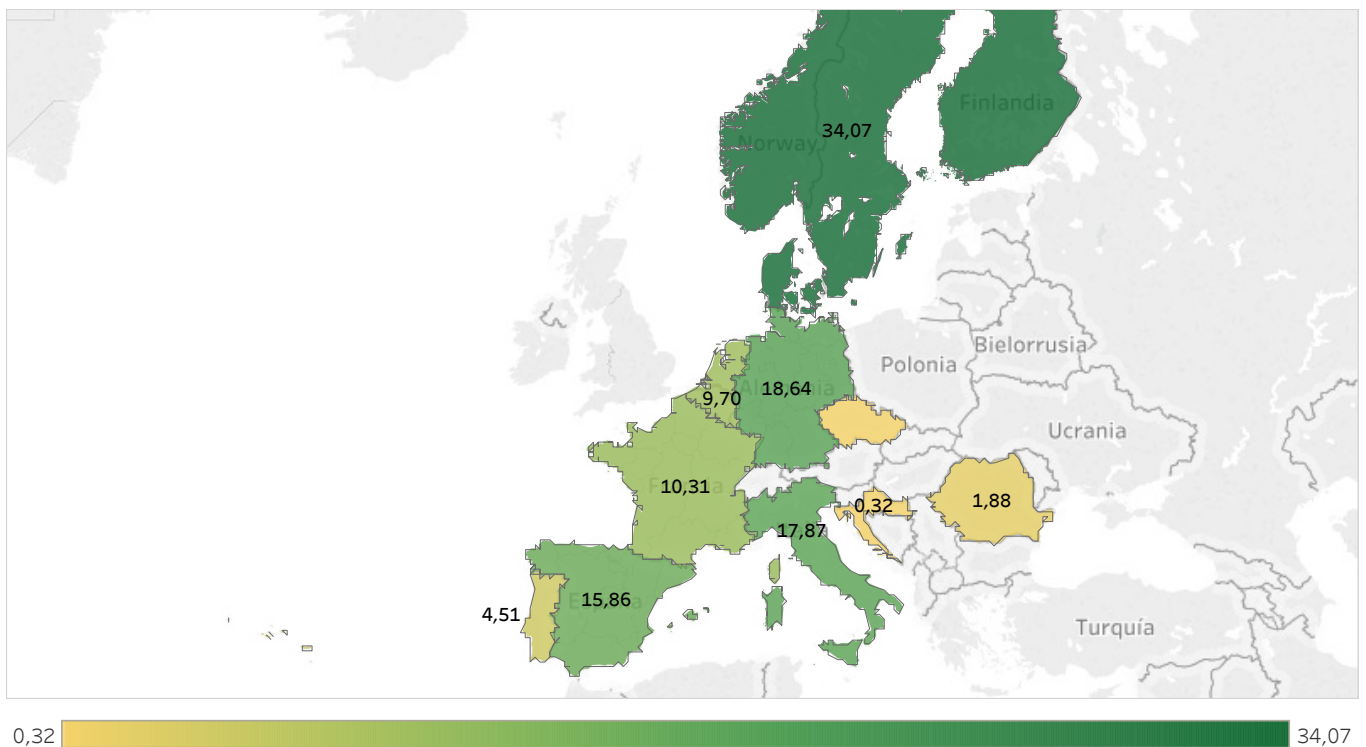 Finlandia
34,07
Norway
Bielorrusia
Polonia
18,64
9,70
Ucrania
10,31
1,88
0,32
17,87
15,86
4,51
Turquía
0,32
34,07